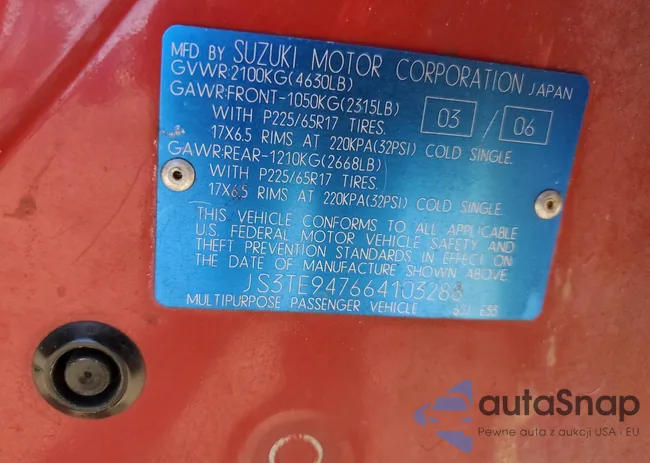 MFD BY SUZUKI MOTOR CORPORATION JAPAN
GVWR:2100KG(4630LB)
GAWR:FRONT-1050KG(2315LB)
WITH P225/65R17 TIRES. 03 / 06
17X6.5 RIMS AT 220KPA(32PSI) COLD SINGLE.
GAWR:REAR-1210KG(2668LB)
WITH P225/65R17 TIRES.
17X6.5 RIMS AT 220KPA(32PSI) COLD SINGLE.
THIS VEHICLE CONFORMS TO ALL APPLICABLE
U.S. FEDERAL MOTOR VEHICLE SAFETY AND
THEFT PREVENTION STANDARDS IN EFFECT ON
THE DATE OF MANUFACTURE SHOWN ABOVE.
JS3TE947664103288
MULTIPURPOSE PASSENGER VEHICLE
autaSnap
Pewne auta z aukcji USA - EU